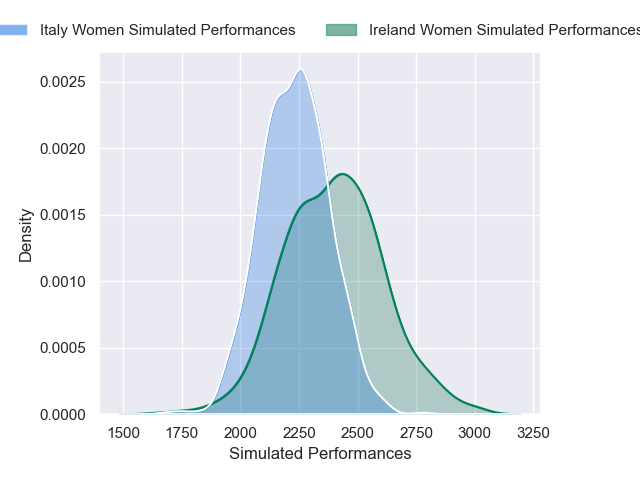 Italy Women Simulated Performances Ireland Women Simulated Performances
0.0025
0.0020
0.0015
0.0010
0.0005
0.0000
Density
1500 1750 2000 2250 2500 2750 3000 3250
Simulated Performances